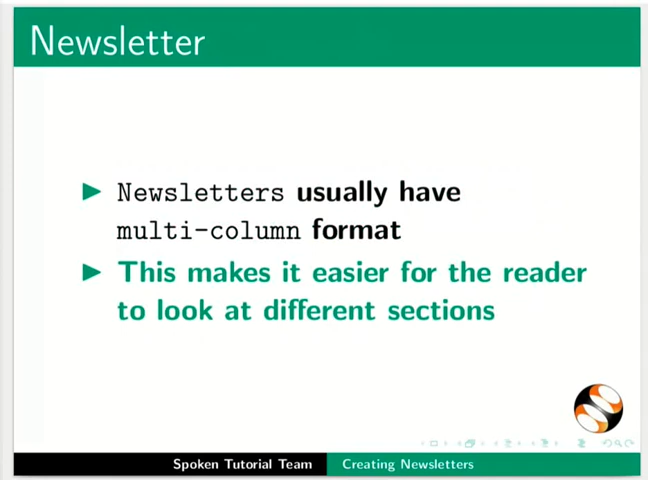 Newsletter
Newsletters usually have
multi-column format
This makes it easier for the reader
to look at different sections
Spoken Tutorial Team
Creating Newsletters